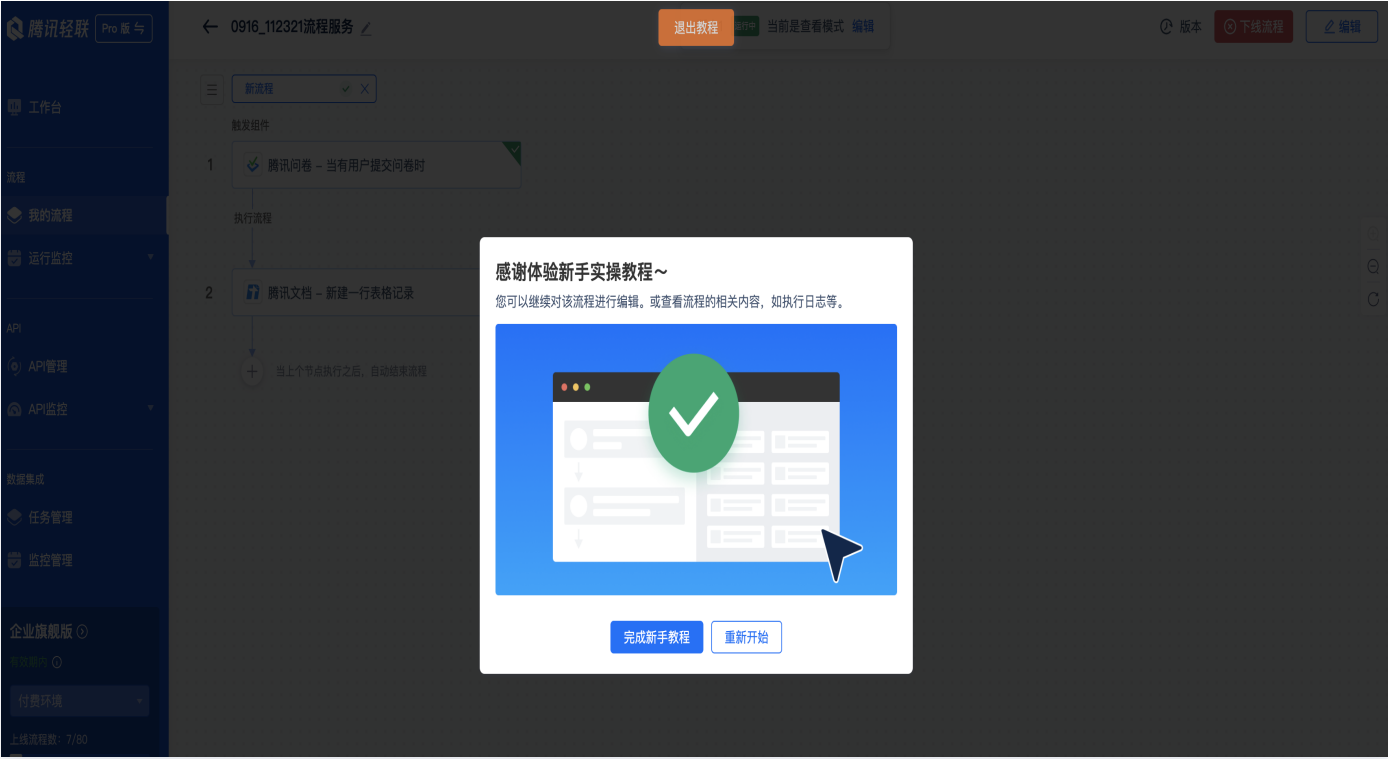 腾讯轻联
Pro 版
0916_112321流程服务
退出教程
运行中
当前是查看模式 编辑
版本
下线流程
编辑
工作台
流程
我的流程
运行监控
API
API管理
API监控
数据集成
任务管理
监控管理
企业旗舰版
有效期内
付费环境
上线流程数：7/80
新流程
触发组件
1
腾讯问卷 – 当有用户提交问卷时
执行流程
2
腾讯文档 – 新建一行表格记录
当上个节点执行之后，自动结束流程
感谢体验新手实操教程～
您可以继续对该流程进行编辑。或查看流程的相关内容，如执行日志等。
完成新手教程
重新开始